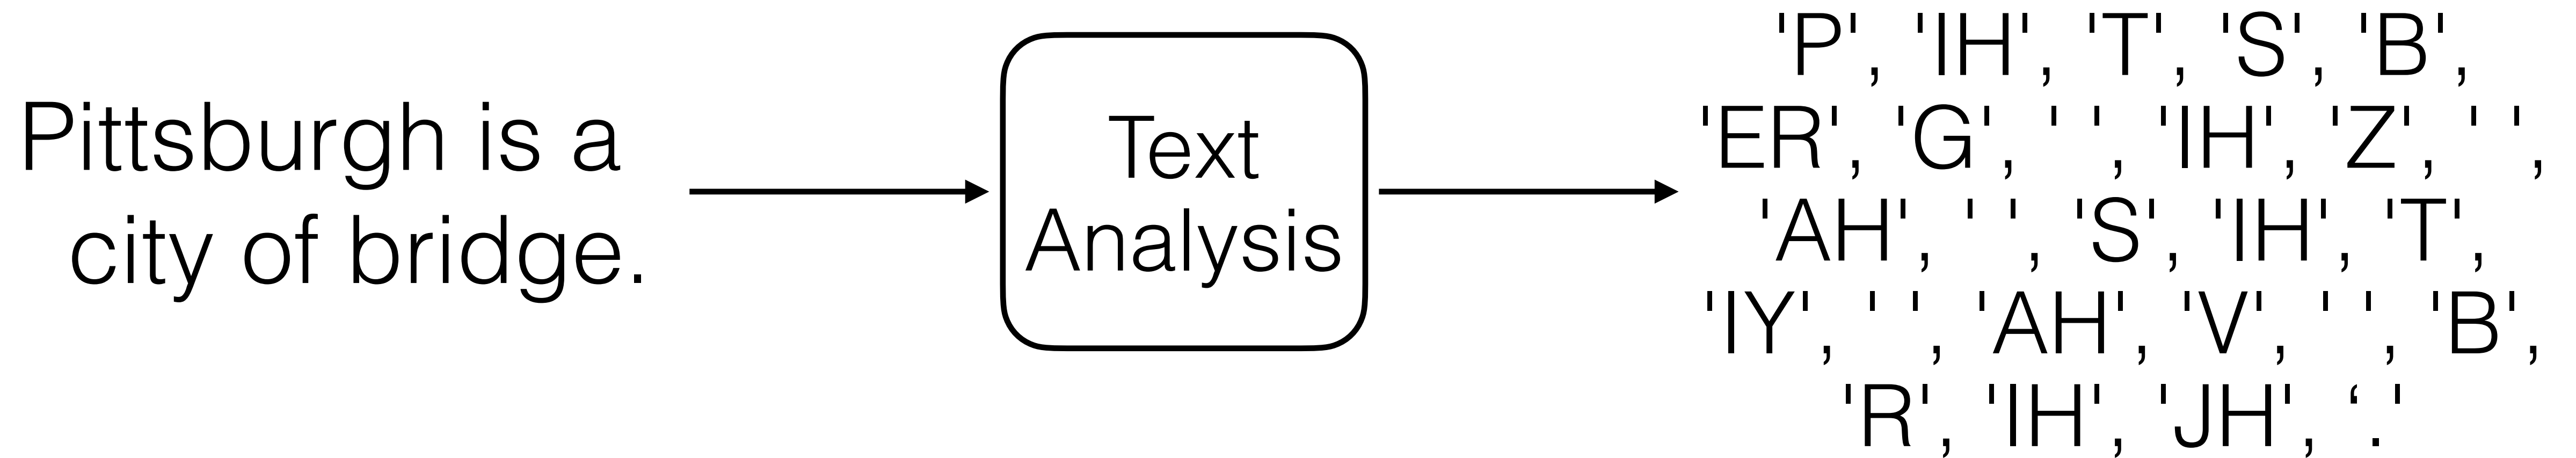 Pittsburgh is a
city of bridge.
Text
Analysis
'P', 'IH', 'T', 'S', 'B',
'ER', 'G', ' ', 'IH', 'Z', ' ',
'AH', ' ', 'S', 'IH', 'T',
'IY', ' ', 'AH', 'V', ' ', 'B',
'R', 'IH', 'JH', ‘.'